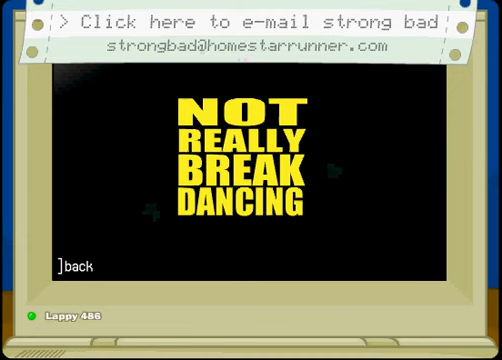 > Click here to e-mail strong bad
strongbad@homestarrunner.com
NOT
REALLY
BREAK
DANCING
]back
Lappy 486